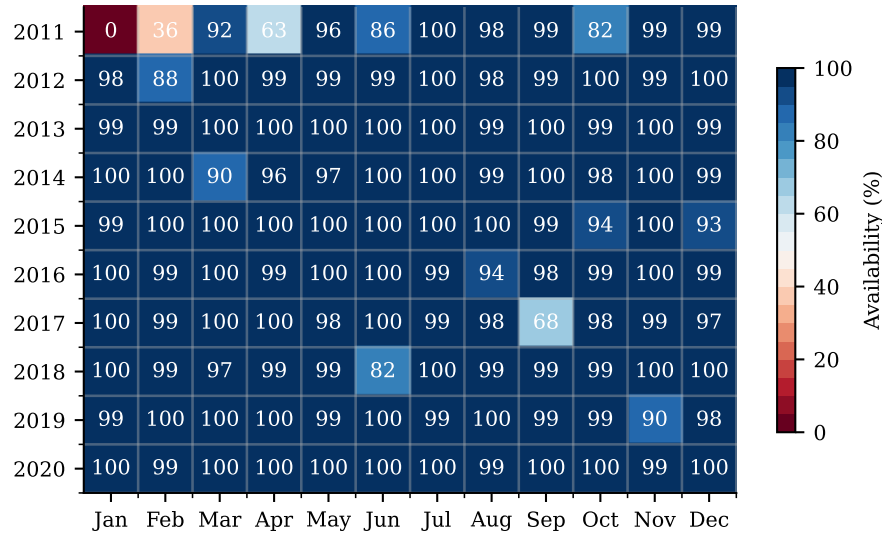 2011 0 36 92 63 96 86 100 98 99 82 99 99
2012 98 88 100 99 99 99 100 98 99 100 99 100
2013 99 99 100 100 100 100 100 99 100 99 100 99
2014 100 100 90 96 97 100 100 99 100 98 100 99
2015 99 100 100 100 100 100 100 100 99 94 100 93
2016 100 99 100 99 100 100 99 94 98 99 100 99
2017 100 99 100 100 98 100 99 98 68 98 99 97
2018 100 99 97 99 99 82 100 99 99 99 100 100
2019 99 100 100 100 99 100 99 100 99 99 90 98
2020 100 99 100 100 100 100 100 99 100 100 99 100
Jan Feb Mar Apr May Jun Jul Aug Sep Oct Nov Dec
100
80
60
40
20
0
Availability (%)